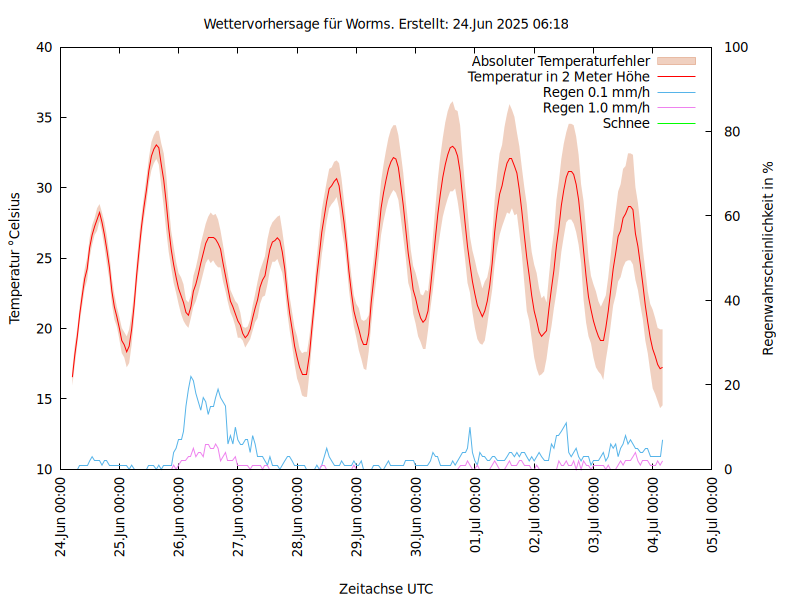 Wettervorhersage für Worms. Erstellt: 24.Jun 2025 06:18
40
35
30
25
20
15
10
100
80
60
40
20
0
Absoluter Temperaturfehler
Temperatur in 2 Meter Höhe
Regen 0.1 mm/h
Regen 1.0 mm/h
Schnee
Temperatur °Celsius
Regenwahrscheinlichkeit in %
24.Jun 00:00
25.Jun 00:00
26.Jun 00:00
27.Jun 00:00
28.Jun 00:00
29.Jun 00:00
30.Jun 00:00
01.Jul 00:00
02.Jul 00:00
03.Jul 00:00
04.Jul 00:00
05.Jul 00:00
Zeitachse UTC